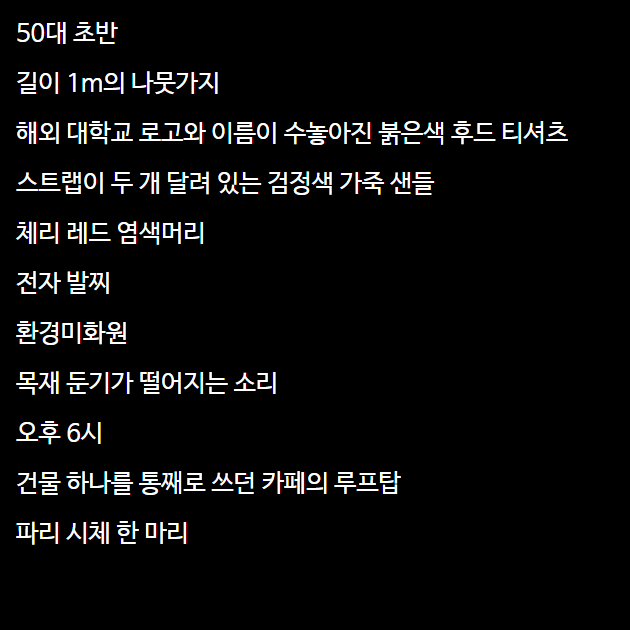 50대 초반
길이 1m의 나뭇가지
해외 대학교 로고와 이름이 수놓아진 붉은색 후드 티셔츠
스트랩이 두 개 달려 있는 검정색 가죽 샌들
체리 레드 염색머리
전자 발찌
환경미화원
목재 둔기가 떨어지는 소리
오후 6시
건물 하나를 통째로 쓰던 카페의 루프탑
파리 시체 한 마리